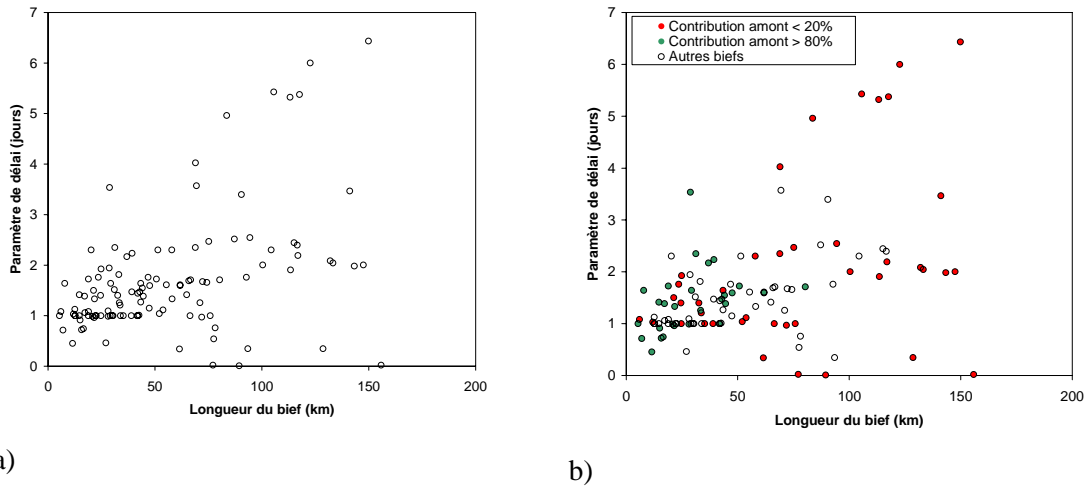 7
6
5
4
3
2
1
0
Paramètre de délai (jours)
0 50 100 150 200
Longueur du bief (km)
a)
7
6
5
4
3
2
1
0
Paramètre de délai (jours)
Contribution amont < 20%
Contribution amont > 80%
Autres biefs
0 50 100 150 200
Longueur du bief (km)
b)